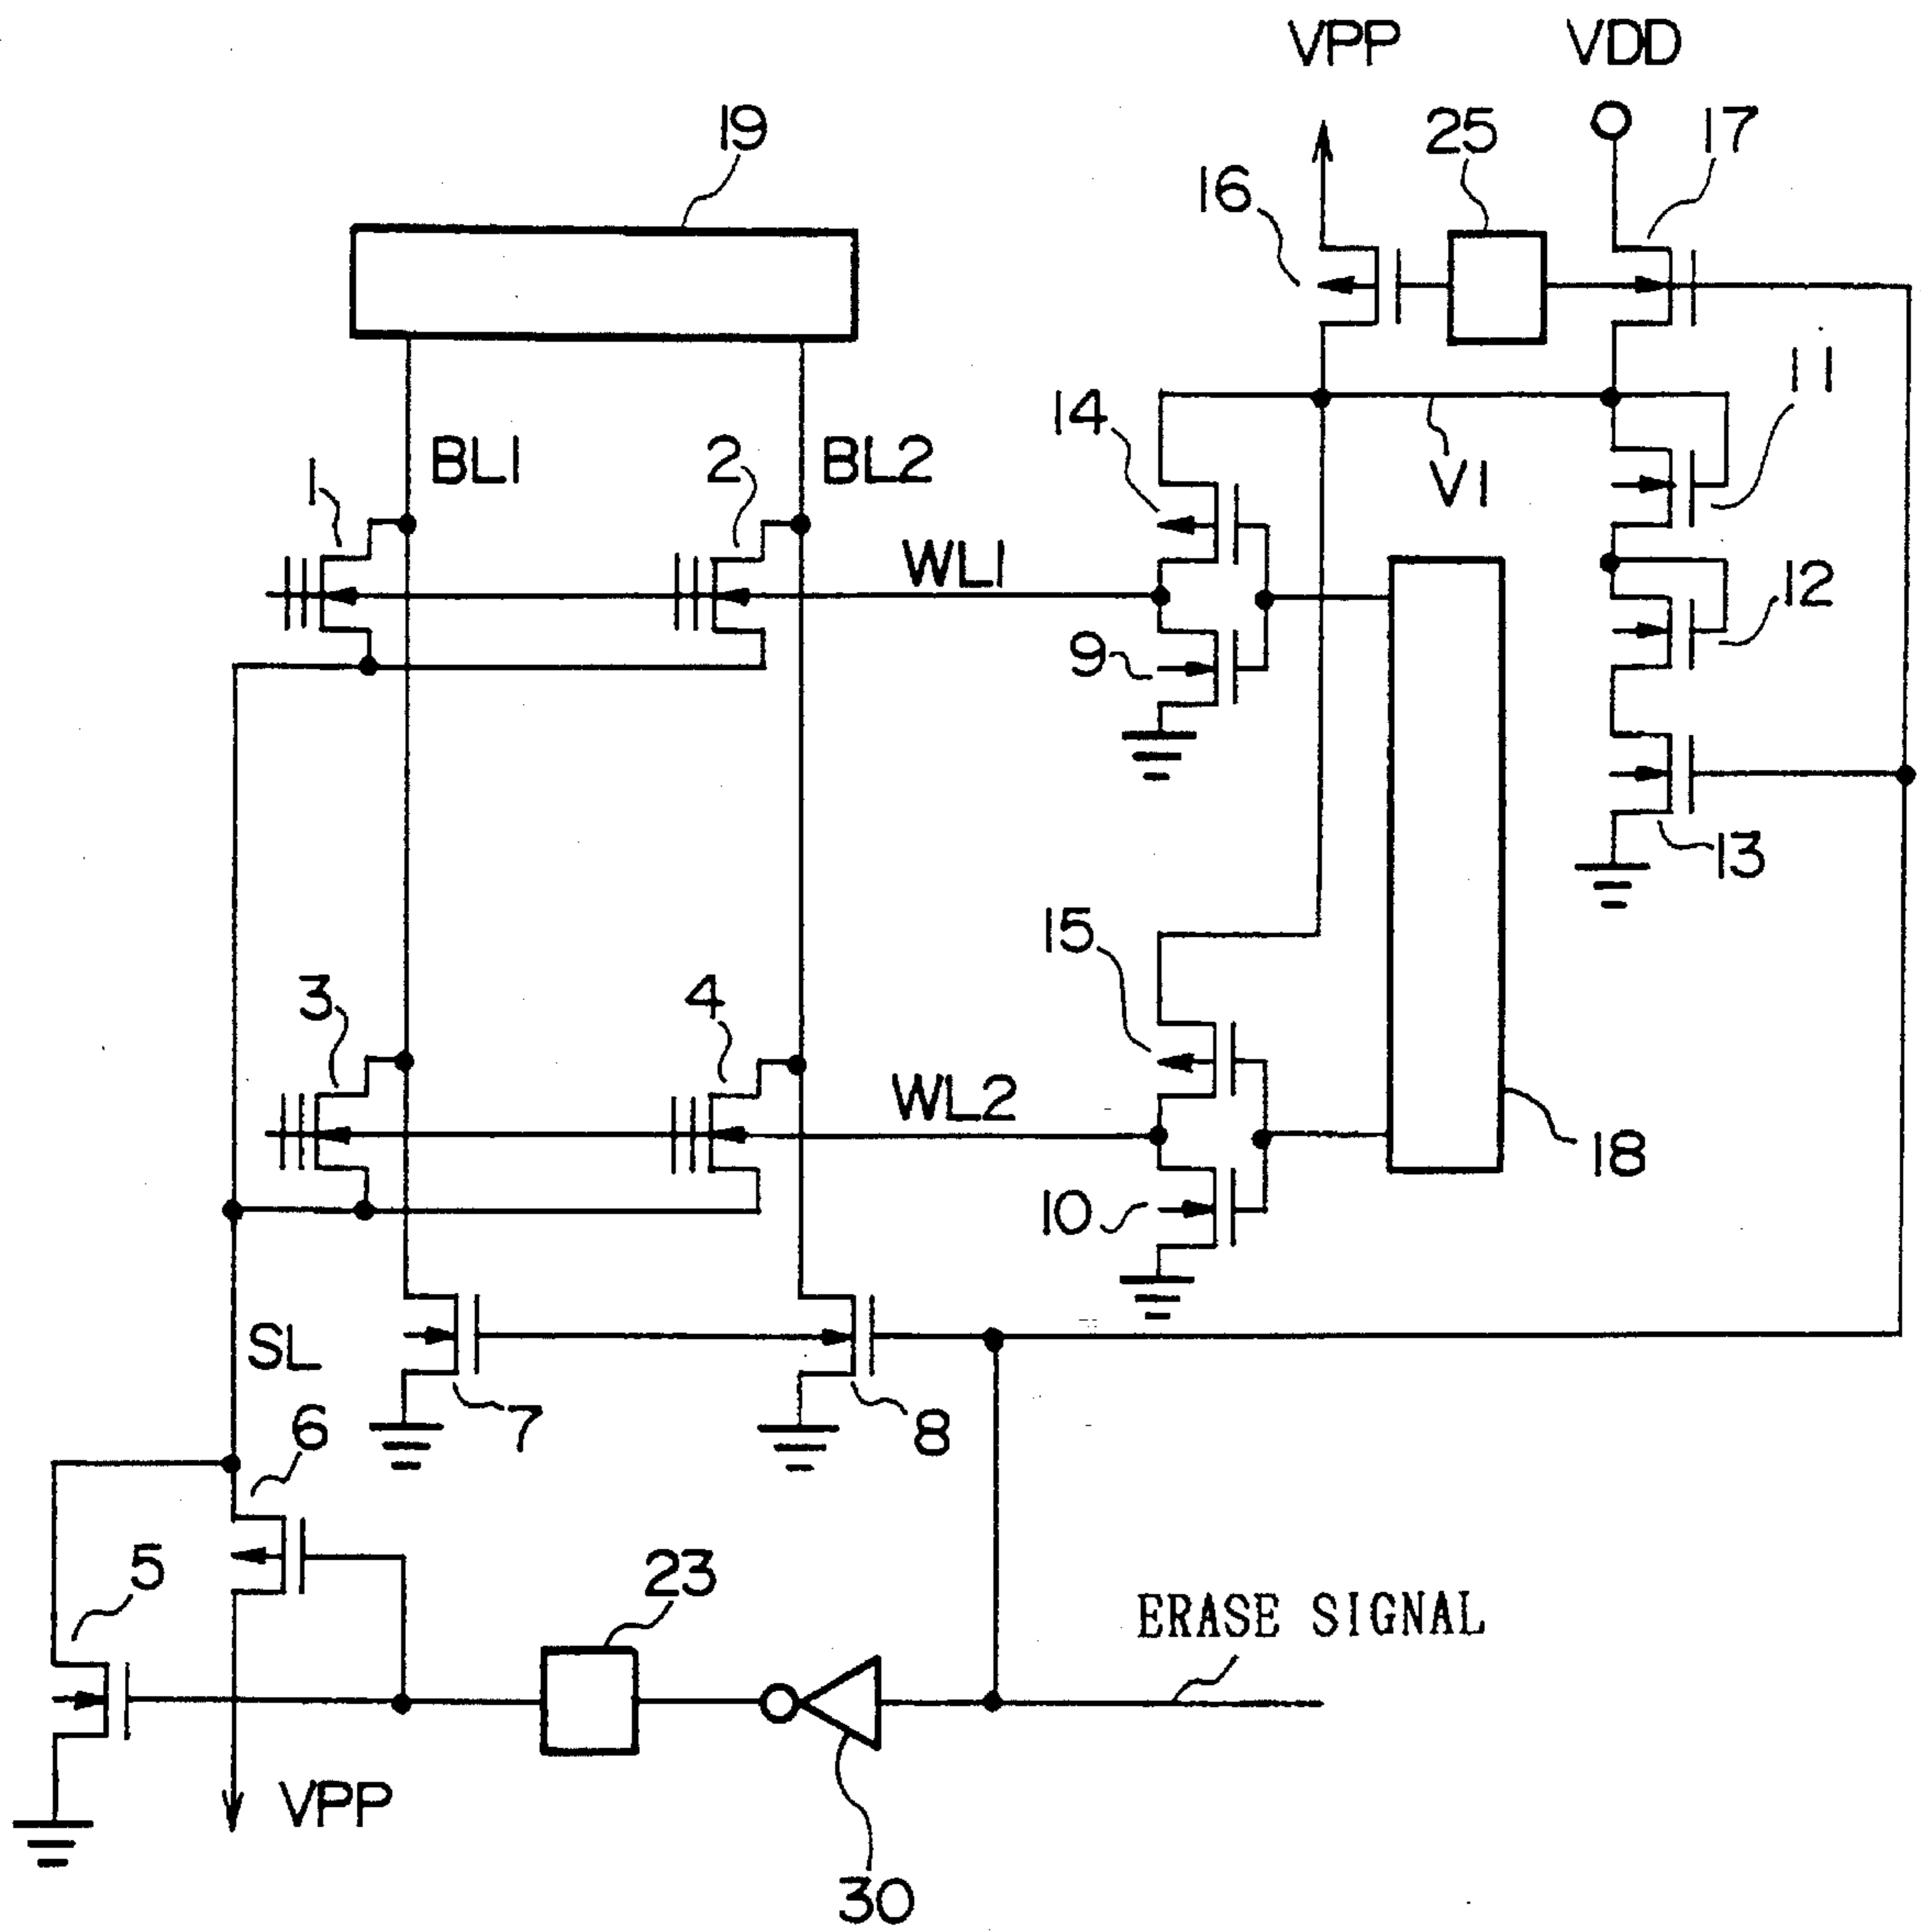 VPP VDD
19 25 17
16
11
14
1 BL1 2 BL2 V1
WL1
12
9
13
15
3 4
WL2
18
10
SL
6 7 8
5 23
ERASE SIGNAL
VPP
30